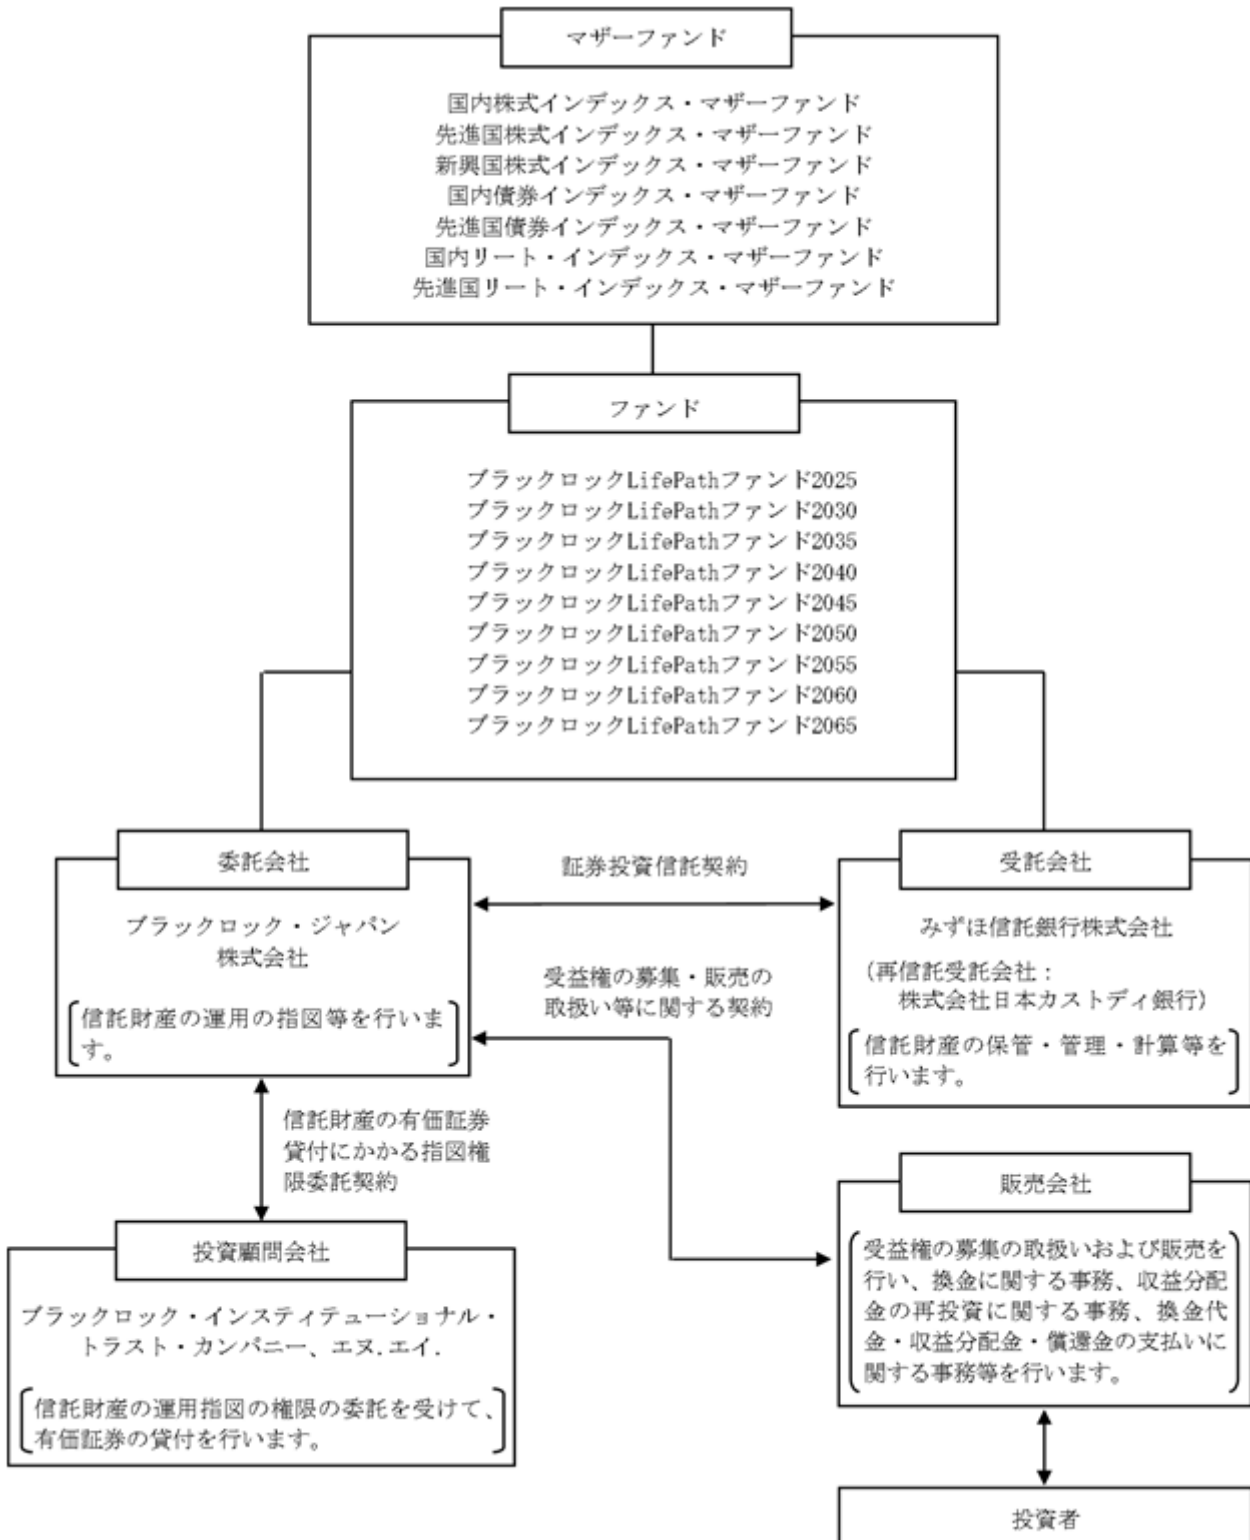 マザーファンド
国内株式インデックス・マザーファンド
先進国株式インデックス・マザーファンド
新興国株式インデックス・マザーファンド
国内債券インデックス・マザーファンド
先進国債券インデックス・マザーファンド
国内リート・インデックス・マザーファンド
先進国リート・インデックス・マザーファンド
ファンド
ブラックロックLifePathファンド2025
ブラックロックLifePathファンド2030
ブラックロックLifePathファンド2035
ブラックロックLifePathファンド2040
ブラックロックLifePathファンド2045
ブラックロックLifePathファンド2050
ブラックロックLifePathファンド2055
ブラックロックLifePathファンド2060
ブラックロックLifePathファンド2065
委託会社
ブラックロック・ジャパン
株式会社
信託財産の運用の指図等を行いま
す。
証券投資信託契約
受益権の募集・販売の
取扱い等に関する契約
受託会社
みずほ信託銀行株式会社
(再信託受託会社:
株式会社日本カストディ銀行)
信託財産の保管・管理・計算等を
行います。
信託財産の有価証券
貸付にかかる指図権
限委託契約
投資顧問会社
ブラックロック・インスティテューショナル・
トラスト・カンパニー、エヌ.エイ.
信託財産の運用指図の権限の委託を受けて、
有価証券の貸付を行います。
販売会社
受益権の募集の取扱いおよび販売を
行い、換金に関する事務、収益分配
金の再投資に関する事務、換金代
金・収益分配金・償還金の支払いに
関する事務等を行います。
投資者